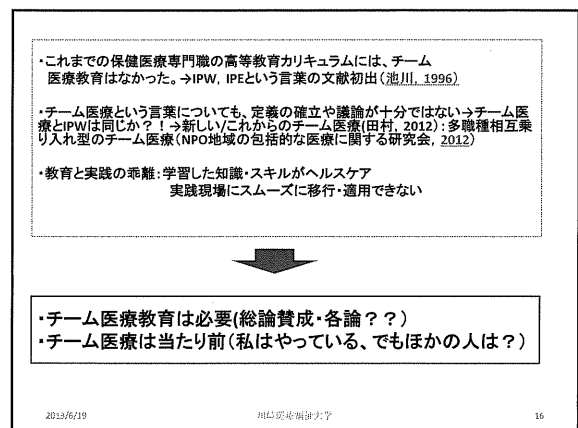 ・これまでの保健医療専門職の高等教育カリキュラムには、チーム
医療教育はなかった。→IPW, IPEという言葉の文献初出(池川, 1996)
・チーム医療という言葉についても、定義の確立や議論が十分ではない→チーム医
療とIPWは同じか?!→新しい/これからのチーム医療(田村, 2012):多職種相互乗
り入れ型のチーム医療(NPO地域の包括的な医療に関する研究会, 2012)
・教育と実践の乖離:学習した知識・スキルがヘルスケア
実践現場にスムーズに移行・適用できない
・チーム医療教育は必要(総論賛成・各論??)
・チーム医療は当たり前(私はやっている、でもほかの人は?)
2013/6/19
川崎医療福祉大学
16